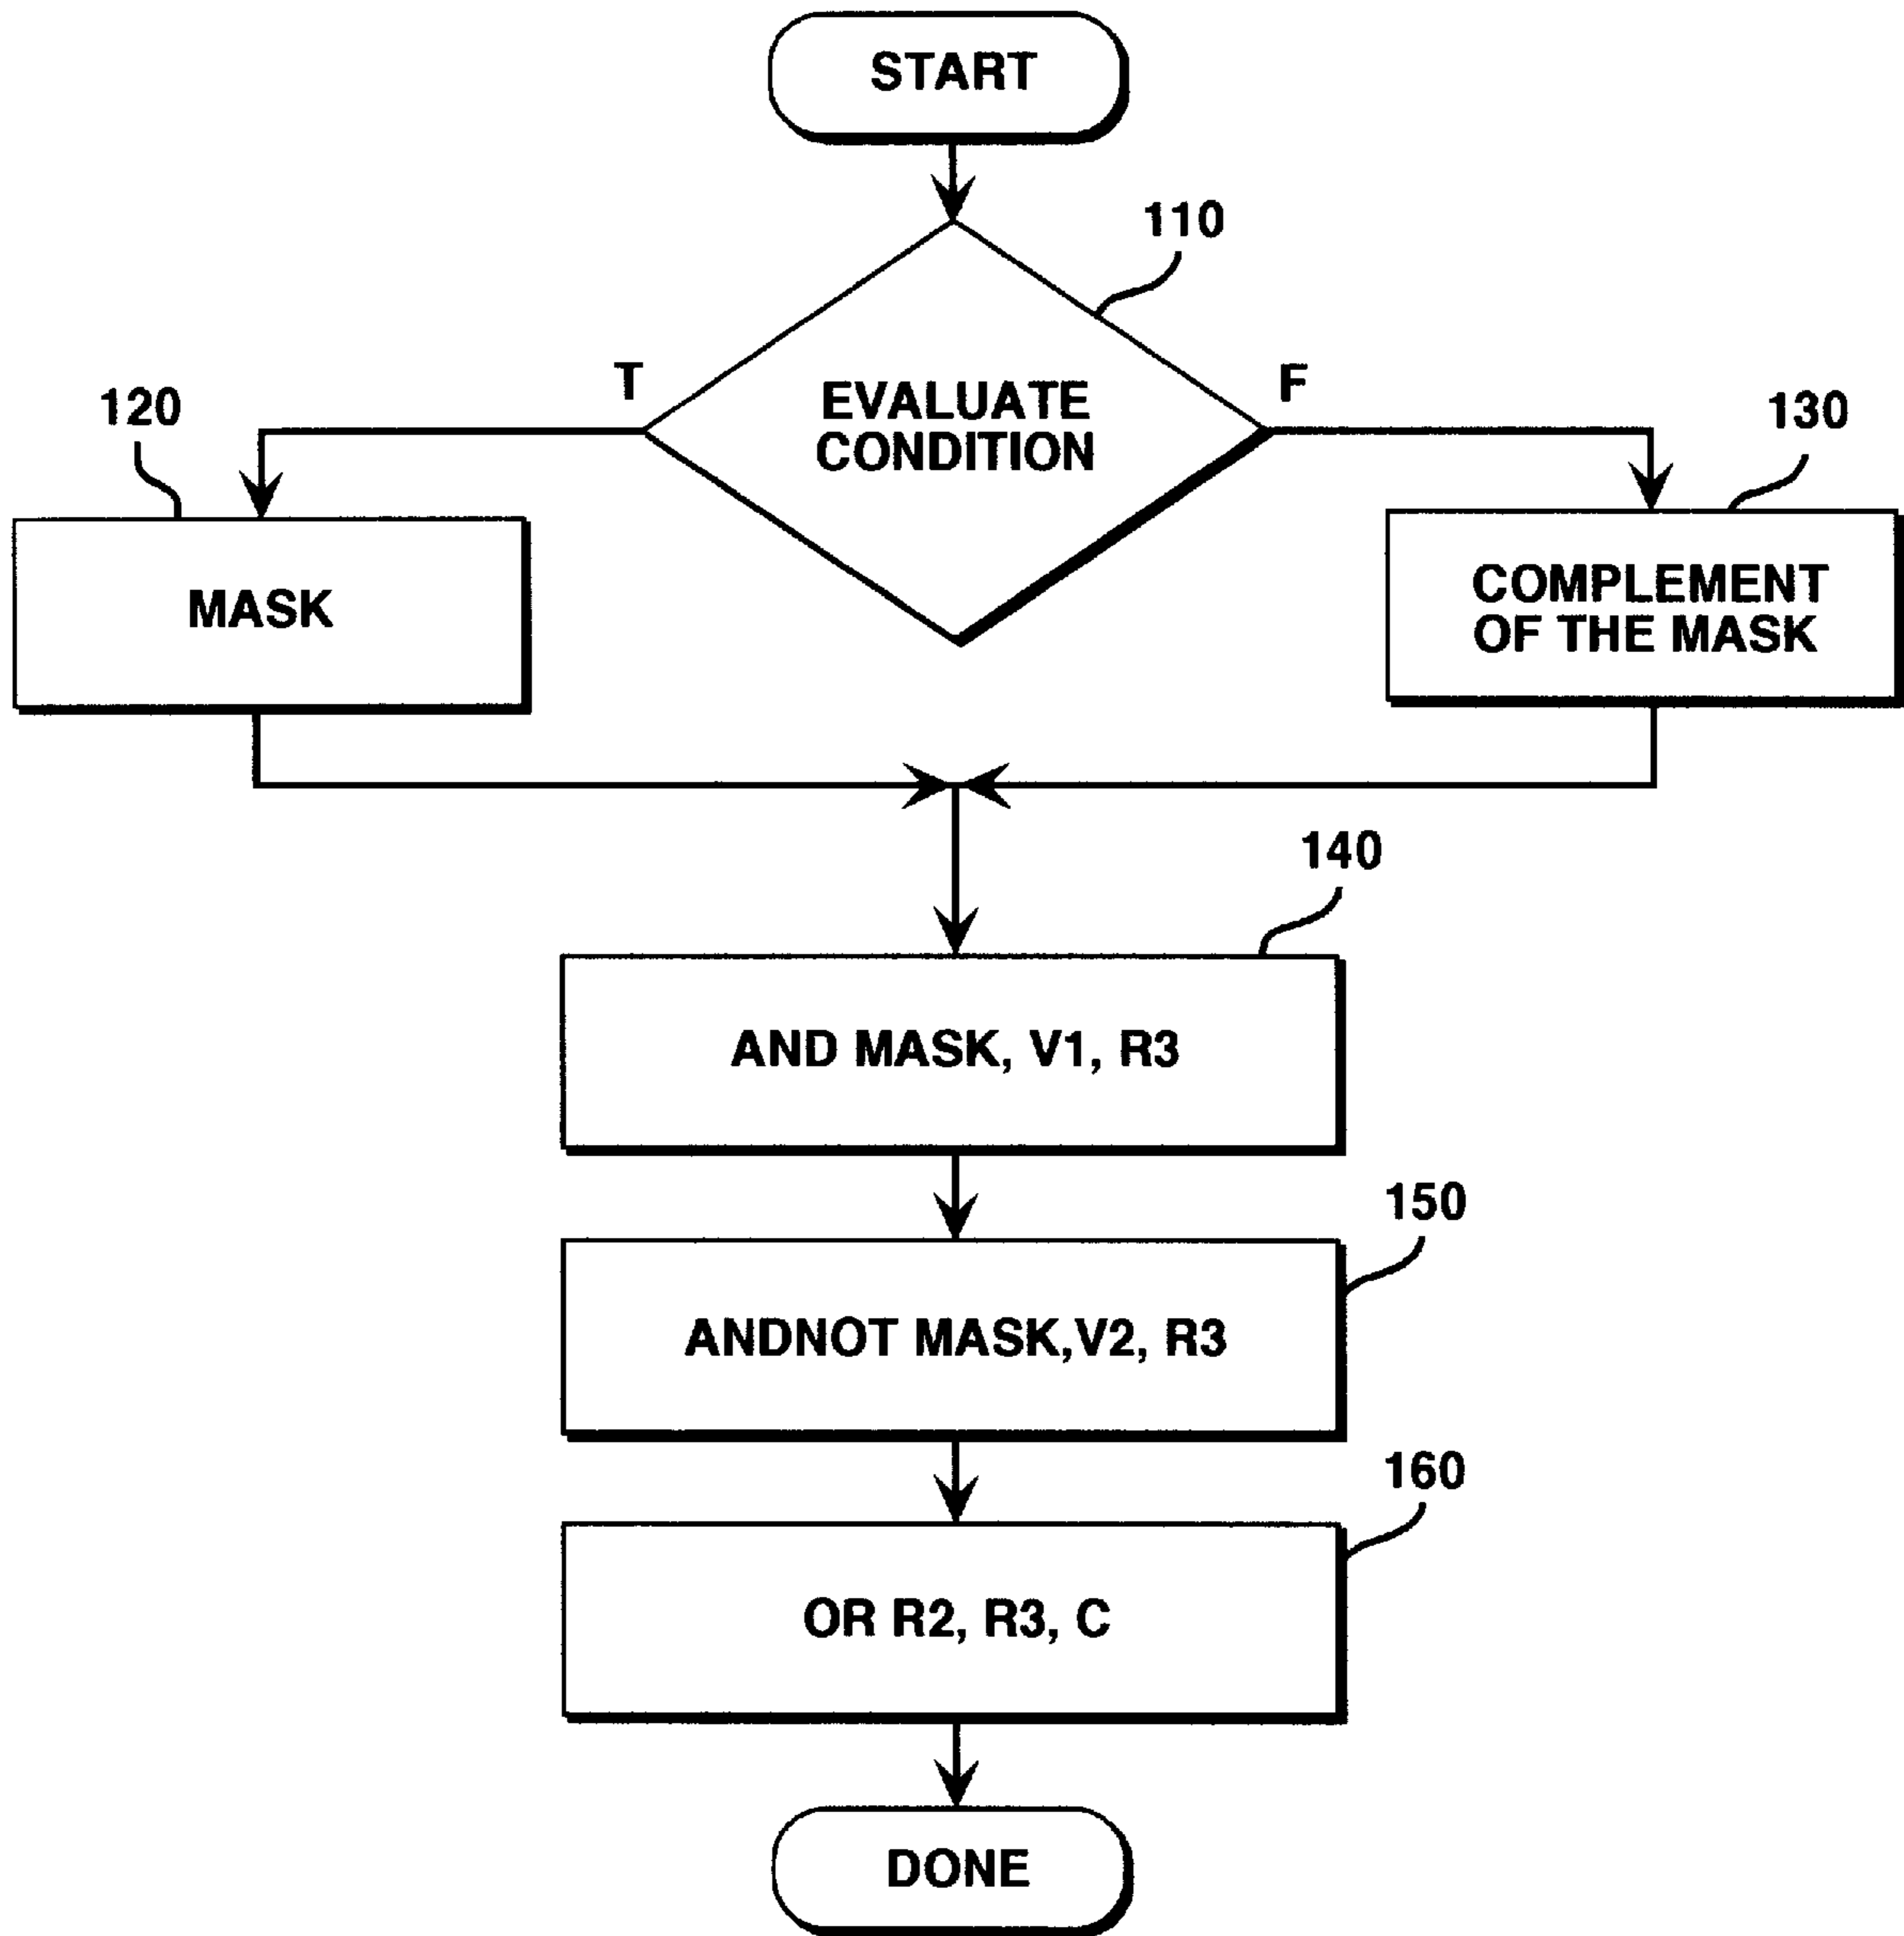 START
110
T
F
EVALUATE
CONDITION
120
130
MASK
COMPLEMENT
OF THE MASK
140
AND MASK, V1, R3
150
ANDNOT MASK,V2, R3
160
OR R2, R3, C
DONE